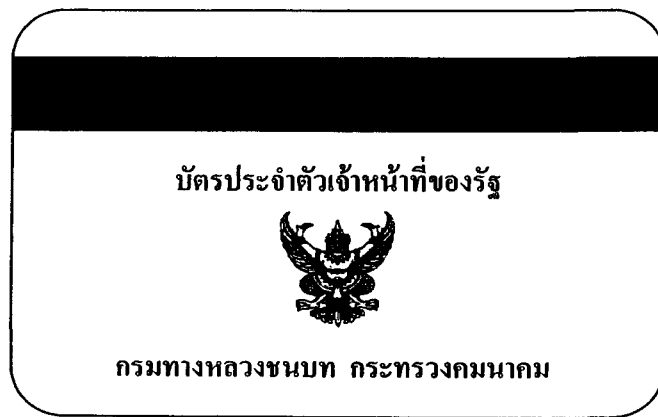 บัตรประจำตัวเจ้าหน้าที่ของรัฐ
กรมทางหลวงชนบท กระทรวงคมนาคม